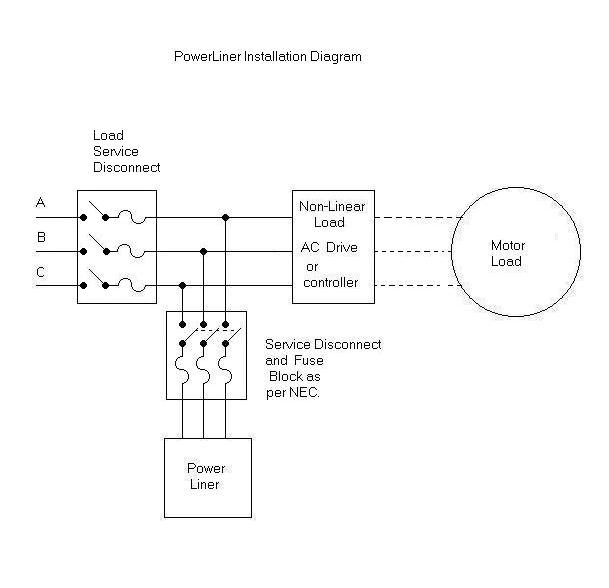 PowerLiner Installation Diagram
Load
Service
Disconnect
A
B
C
Non-Linear
Load
AC Drive
or
controller
Motor
Load
Service Disconnect
and Fuse
Block as
per NEC.
Power
Liner